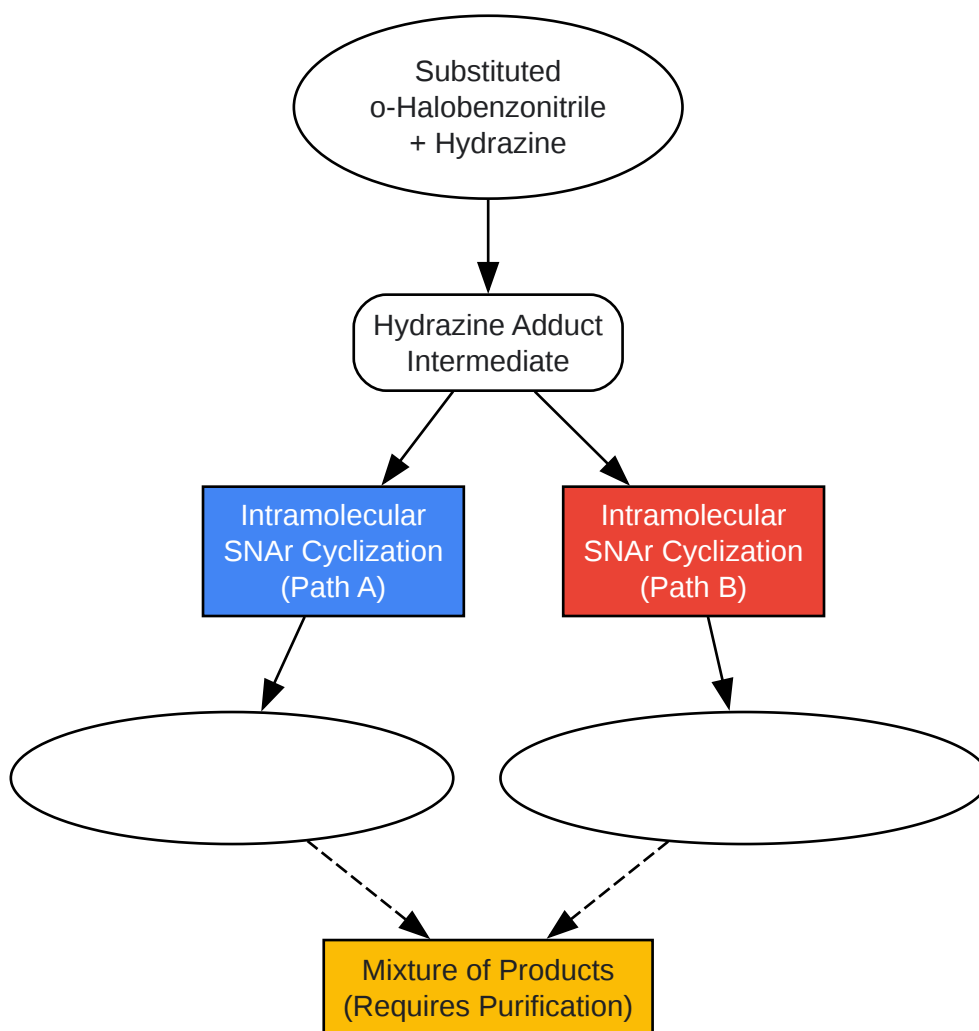 Substituted
o-Halobenzonitrile
+ Hydrazine
Hydrazine Adduct
Intermediate
Intramolecular
SNAr Cyclization
(Path A)
Intramolecular
SNAr Cyclization
(Path B)
Mixture of Products
(Requires Purification)